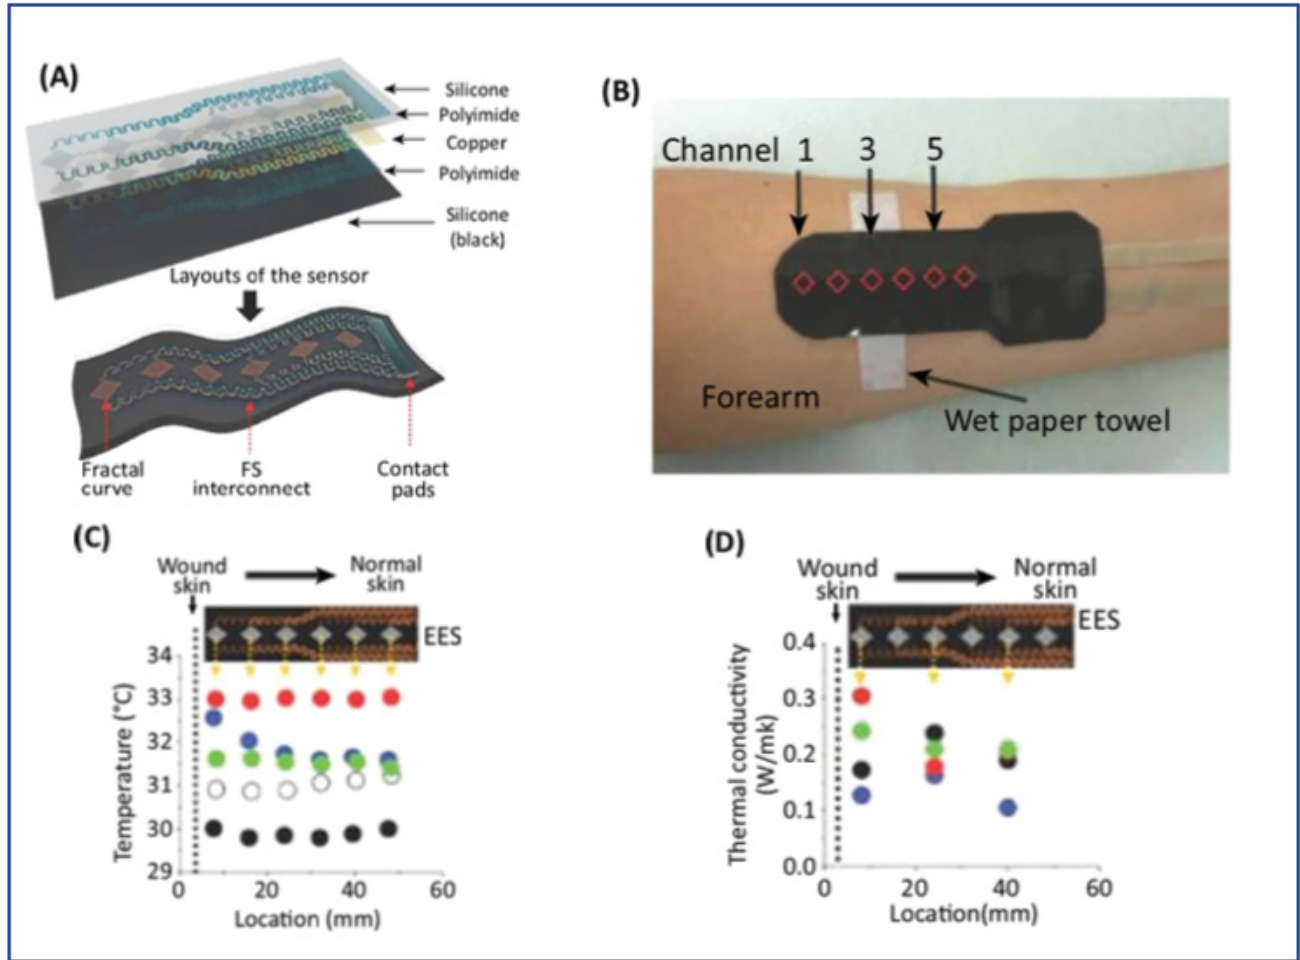 (A)
Silicone
Polyimide
Copper
Polyimide
Silicone
(black)
Layouts of the sensor
Fractal
curve
FS
interconnect
Contact
pads
(B)
Channel 1 3 5
Forearm
Wet paper towel
(C)
Wound
skin
Normal
skin
EES
34
33
32
31
30
29
0 20 40 60
Temperature (°C)
Location (mm)
(D)
Wound
skin
Normal
skin
EES
0.4
0.3
0.2
0.1
0.0
0 20 40 60
Thermal conductivity
(W/mk)
Location(mm)